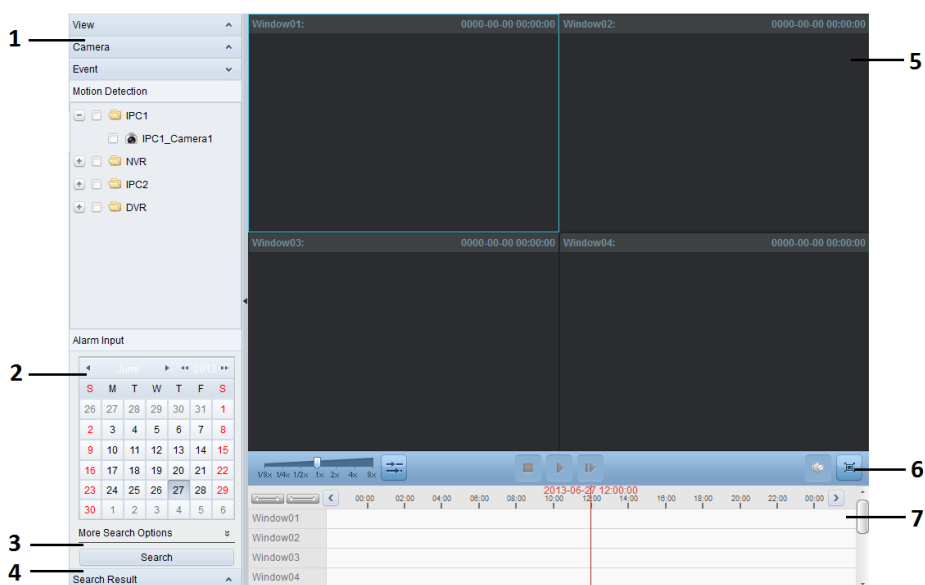 1
View
Camera
Event
Motion Detection
IPC1
IPC1_Camera1
NVR
IPC2
DVR
Alarm Input
2
June 2013
S M T W T F S
26 27 28 29 30 31 1
2 3 4 5 6 7 8
9 10 11 12 13 14 15
16 17 18 19 20 21 22
23 24 25 26 27 28 29
30 1 2 3 4 5 6
More Search Options
3
Search
4
Search Result
Window01: 0000-00-00 00:00:00
Window02: 0000-00-00 00:00:00
5
Window03: 0000-00-00 00:00:00
Window04: 0000-00-00 00:00:00
1/8x 1/4x 1/2x 1x 2x 4x 8x
6
2013-06-27 12:00:00
00:00 02:00 04:00 06:00 08:00 10:00 12:00 14:00 16:00 18:00 20:00 22:00 00:00
Window01
7
Window02
Window03
Window04